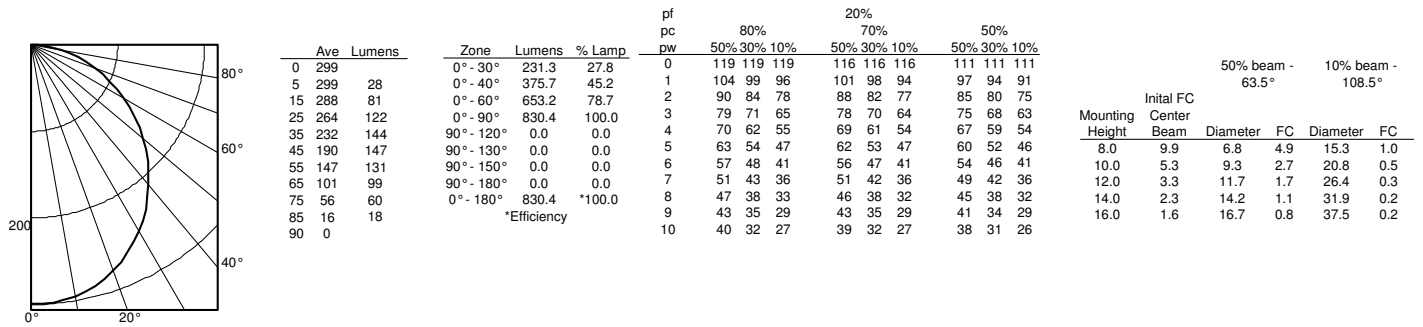 80°
60°
200
40°
0° 20°
Ave Lumens
0 299
5 299 28
15 288 81
25 264 122
35 232 144
45 190 147
55 147 131
65 101 99
75 56 60
85 16 18
90 0
Zone Lumens % Lamp
0° - 30° 231.3 27.8
0° - 40° 375.7 45.2
0° - 60° 653.2 78.7
0° - 90° 830.4 100.0
90° - 120° 0.0 0.0
90° - 130° 0.0 0.0
90° - 150° 0.0 0.0
90° - 180° 0.0 0.0
0° - 180° 830.4 *100.0
*Efficiency
pf 20%
pc 80% 70% 50%
pw 50% 30% 10% 50% 30% 10% 50% 30% 10%
0 119 119 119 116 116 116 111 111 111
1 104 99 96 101 98 94 97 94 91
2 90 84 78 88 82 77 85 80 75
3 79 71 65 78 70 64 75 68 63
4 70 62 55 69 61 54 67 59 54
5 63 54 47 62 53 47 60 52 46
6 57 48 41 56 47 41 54 46 41
7 51 43 36 51 42 36 49 42 36
8 47 38 33 46 38 32 45 38 32
9 43 35 29 43 35 29 41 34 29
10 40 32 27 39 32 27 38 31 26
50% beam - 10% beam -
63.5° 108.5°
Inital FC
Mounting Center
Height Beam Diameter FC Diameter FC
8.0 9.9 6.8 4.9 15.3 1.0
10.0 5.3 9.3 2.7 20.8 0.5
12.0 3.3 11.7 1.7 26.4 0.3
14.0 2.3 14.2 1.1 31.9 0.2
16.0 1.6 16.7 0.8 37.5 0.2